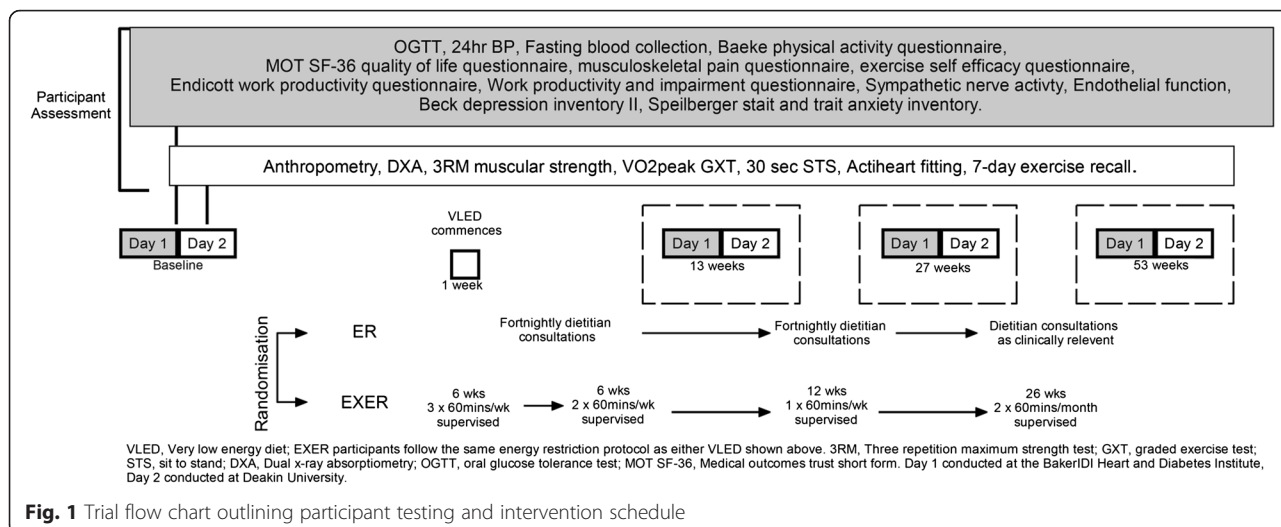 OGTT, 24hr BP, Fasting blood collection, Baeke physical activity questionnaire,
MOT SF-36 quality of life questionnaire, musculoskeletal pain questionnaire, exercise self efficacy questionnaire,
Endicott work productivity questionnaire, Work productivity and impairment questionnaire, Sympathetic nerve activty, Endothelial function,
Beck depression inventory II, Speilberger stait and trait anxiety inventory.
Participant
Assessment
Anthropometry, DXA, 3RM muscular strength, VO2peak GXT, 30 sec STS, Actiheart fitting, 7-day exercise recall.
Day 1 Day 2
Baseline
VLED
commences
1 week
Day 1 Day 2
13 weeks
Day 1 Day 2
27 weeks
Day 1 Day 2
53 weeks
Randomisation
ER
Fortnightly dietitian
consultations
Fortnightly dietitian
consultations
Dietitian consultations
as clinically relevent
EXER
6 wks
3 x 60mins/wk
supervised
6 wks
2 x 60mins/wk
supervised
12 wks
1 x 60mins/wk
supervised
26 wks
2 x 60mins/month
supervised
VLED, Very low energy diet; EXER participants follow the same energy restriction protocol as either VLED shown above. 3RM, Three repetition maximum strength test; GXT, graded exercise test;
STS, sit to stand; DXA, Dual x-ray absorptiometry; OGTT, oral glucose tolerance test; MOT SF-36, Medical outcomes trust short form. Day 1 conducted at the BakerIDI Heart and Diabetes Institute,
Day 2 conducted at Deakin University.
Fig. 1 Trial flow chart outlining participant testing and intervention schedule